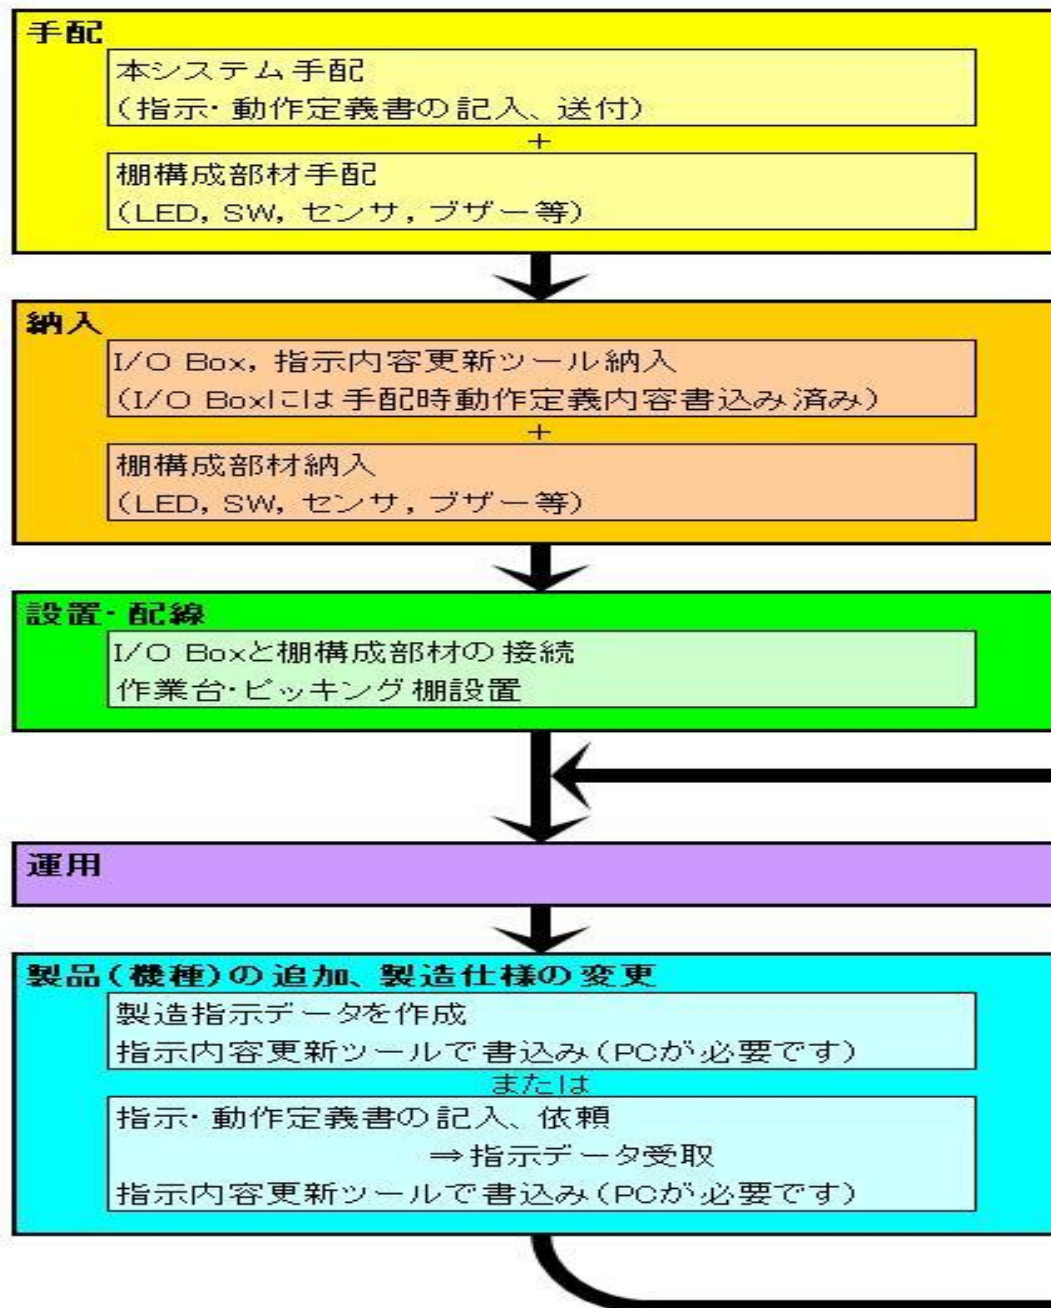 手配
本システム手配
(指示・動作定義書の記入、送付)
+
棚構成部材手配
(LED, SW, センサ, ブザー等)
納入
I/O Box, 指示内容更新ツール納入
(I/O Boxには手配時動作定義内容書込み済み)
+
棚構成部材納入
(LED, SW, センサ, ブザー等)
設置・配線
I/O Boxと棚構成部材の接続
作業台・ピッキング棚設置
運用
製品(機種)の追加、製造仕様の変更
製造指示データを作成
指示内容更新ツールで書込み(PCが必要です)
または
指示・動作定義書の記入、依頼
⇒指示データ受取
指示内容更新ツールで書込み(PCが必要です)